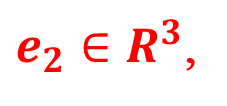 e₂ ∈ R³,